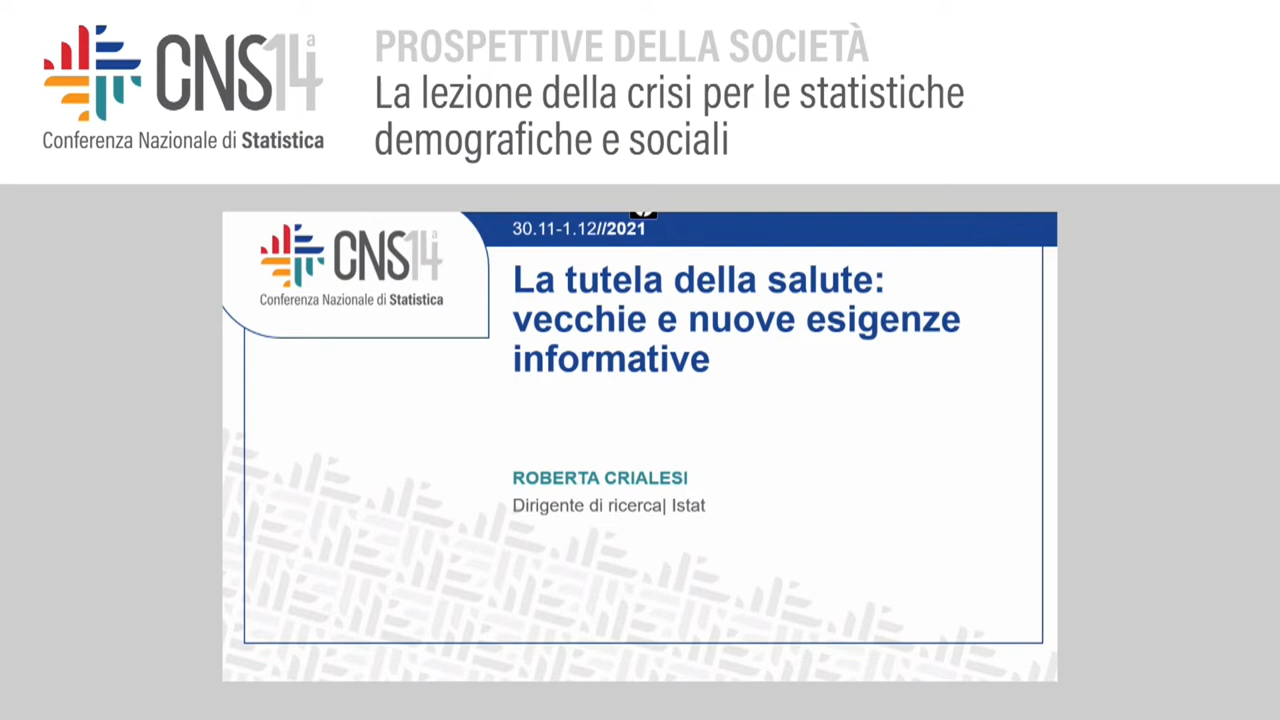 CNS14a
Conferenza Nazionale di Statistica
PROSPETTIVE DELLA SOCIETÀ
La lezione della crisi per le statistiche
demografiche e sociali
30.11-1.12//2021
CNS14a
Conferenza Nazionale di Statistica
La tutela della salute:
vecchie e nuove esigenze
informative
ROBERTA CRIALESI
Dirigente di ricerca| Istat